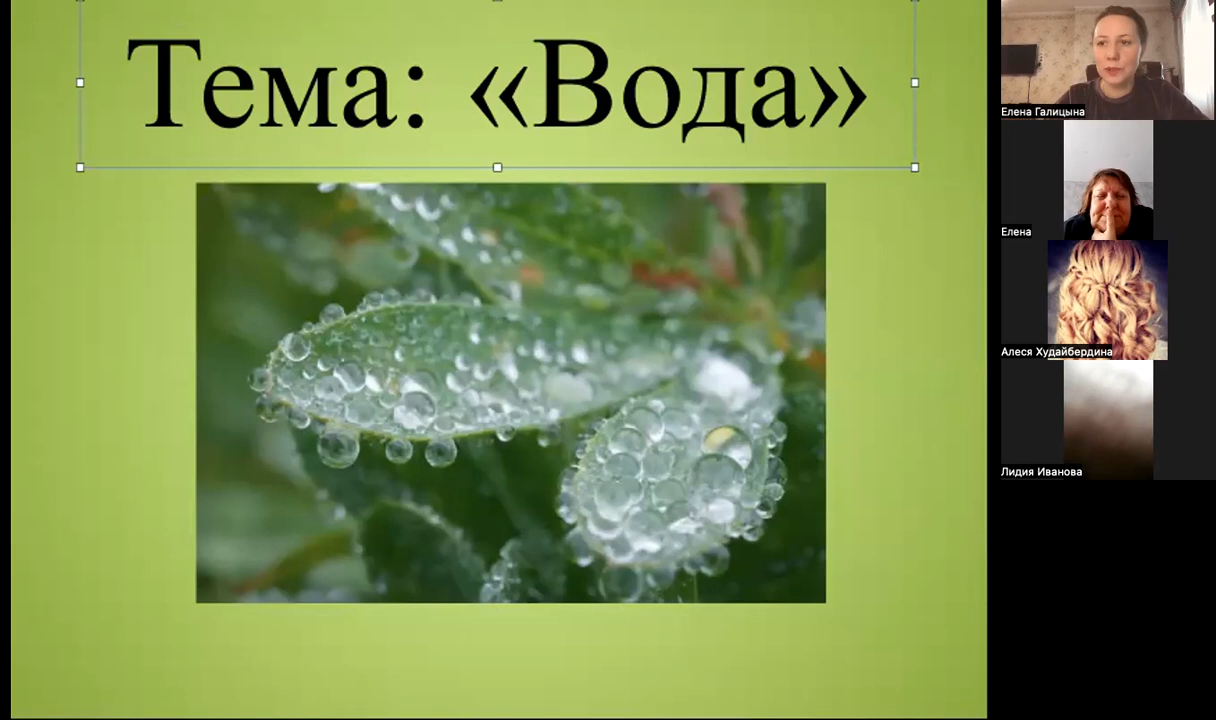 Тема: «Вода»
Елена Галицына
Елена
Алеся Худайбердина
Лидия Иванова